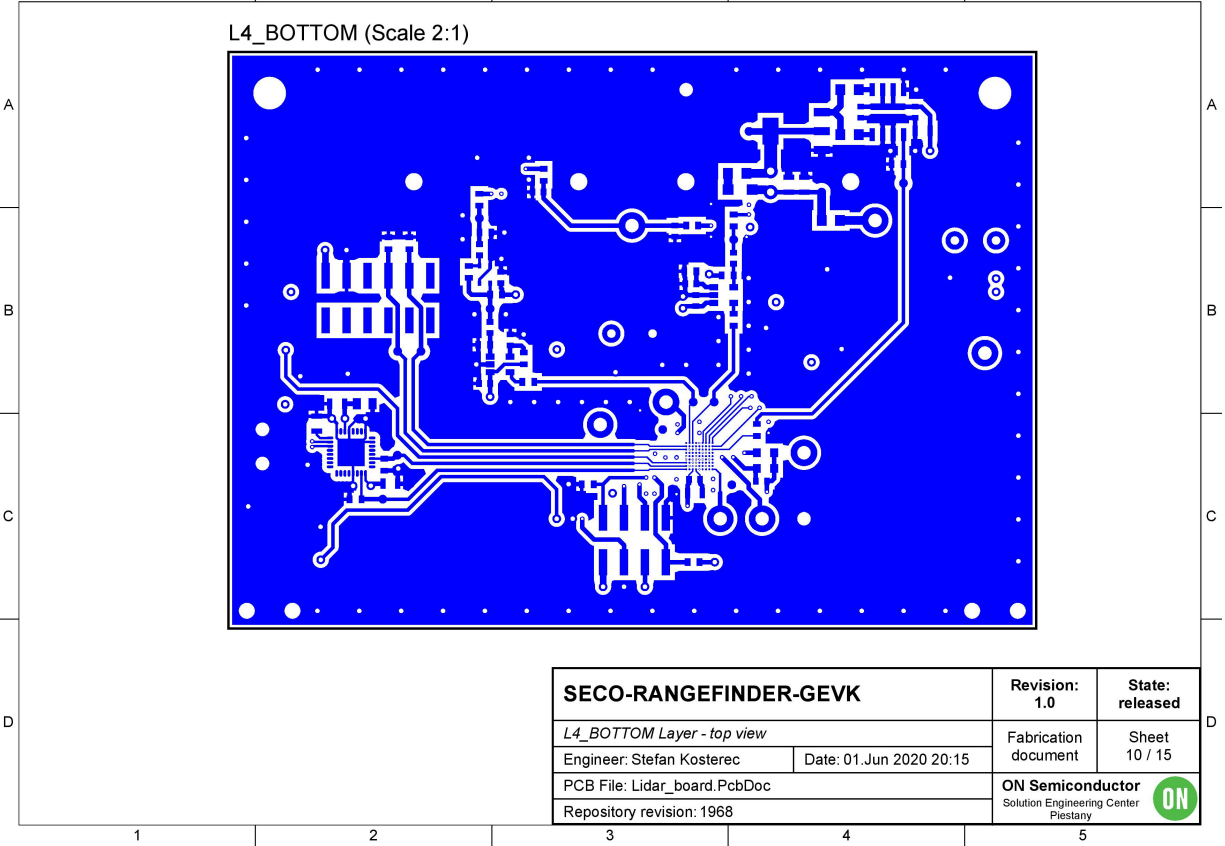 L4_BOTTOM (Scale 2:1)
A
A
B
B
C
C
D
D
SECO-RANGEFINDER-GEVK
Revision:
1.0
State:
released
L4_BOTTOM Layer - top view
Fabrication
document
Sheet
10 / 15
Engineer: Stefan Kosterec
Date: 01.Jun 2020 20:15
PCB File: Lidar_board.PcbDoc
Repository revision: 1968
ON Semiconductor
Solution Engineering Center
Piestany
ON
1
2
3
4
5